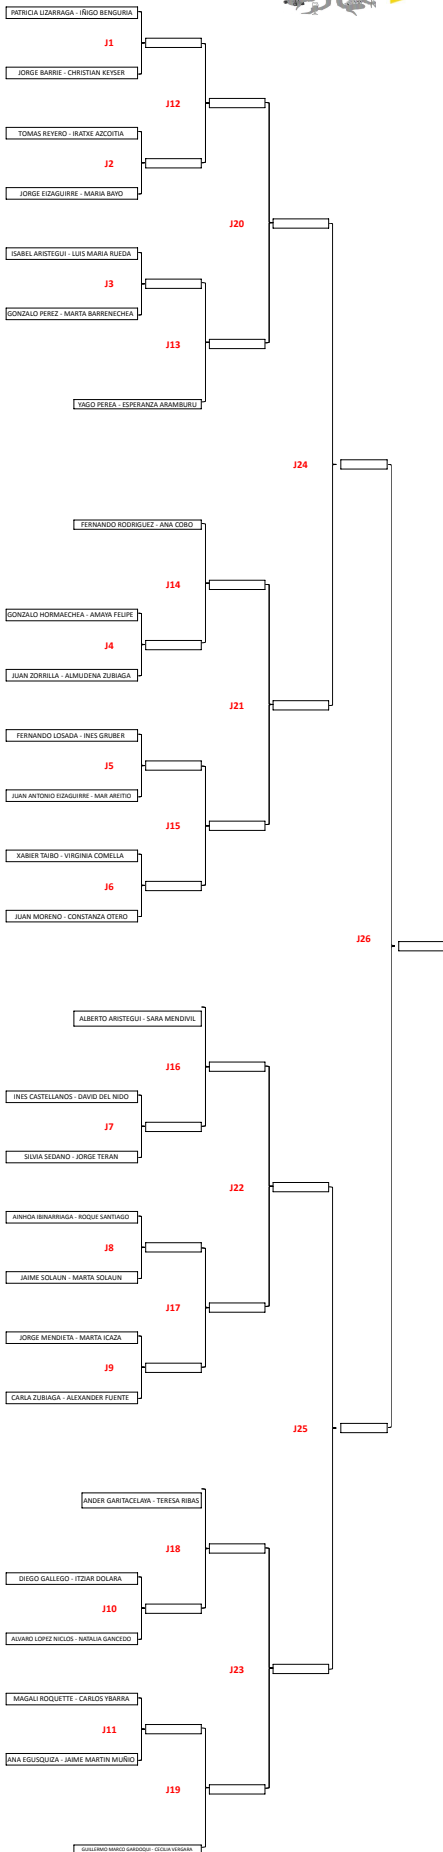 PATRICIA LIZARRAGA - IÑIGO BENGURIA
J1
JORGE BARRIE - CHRISTIAN KEYSER
J12
TOMAS REYERO - IRATXE AZCOITIA
J2
JORGE EIZAGUIRRE - MARIA BAYO
J20
ISABEL ARISTEGUI - LUIS MARIA RUEDA
J3
GONZALO PEREZ - MARTA BARRENECHEA
J13
YAGO PEREA - ESPERANZA ARAMBURU
J24
FERNANDO RODRIGUEZ - ANA COBO
J14
GONZALO HORMAECHEA - AMAYA FELIPE
J4
JUAN ZORRILLA - ALMUDENA ZUBIAGA
J21
FERNANDO LOSADA - INES GRUBER
J5
JUAN ANTONIO EIZAGUIRRE - MAR AREITIO
J15
XABIER TAIBO - VIRGINIA COMELLA
J6
JUAN MORENO - CONSTANZA OTERO
J26
ALBERTO ARISTEGUI - SARA MENDIVIL
J16
INES CASTELLANOS - DAVID DEL NIDO
J7
SILVIA SEDANO - JORGE TERAN
J22
AINHOA IBINARRIAGA - ROQUE SANTIAGO
J8
JAIME SOLAUN - MARTA SOLAUN
J17
JORGE MENDIETA - MARTA ICAZA
J9
CARLA ZUBIAGA - ALEXANDER FUENTE
J25
ANDER GARITACELAYA - TERESA RIBAS
J18
DIEGO GALLEGO - ITZIAR DOLARA
J10
ALVARO LOPEZ NICLOS - NATALIA GANCEDO
J23
MAGALI ROQUETTE - CARLOS YBARRA
J11
ANA EGUSQUIZA - JAIME MARTIN MUÑIO
J19
GUILLERMO MARCO GARDOQUI - CECILIA VERGARA